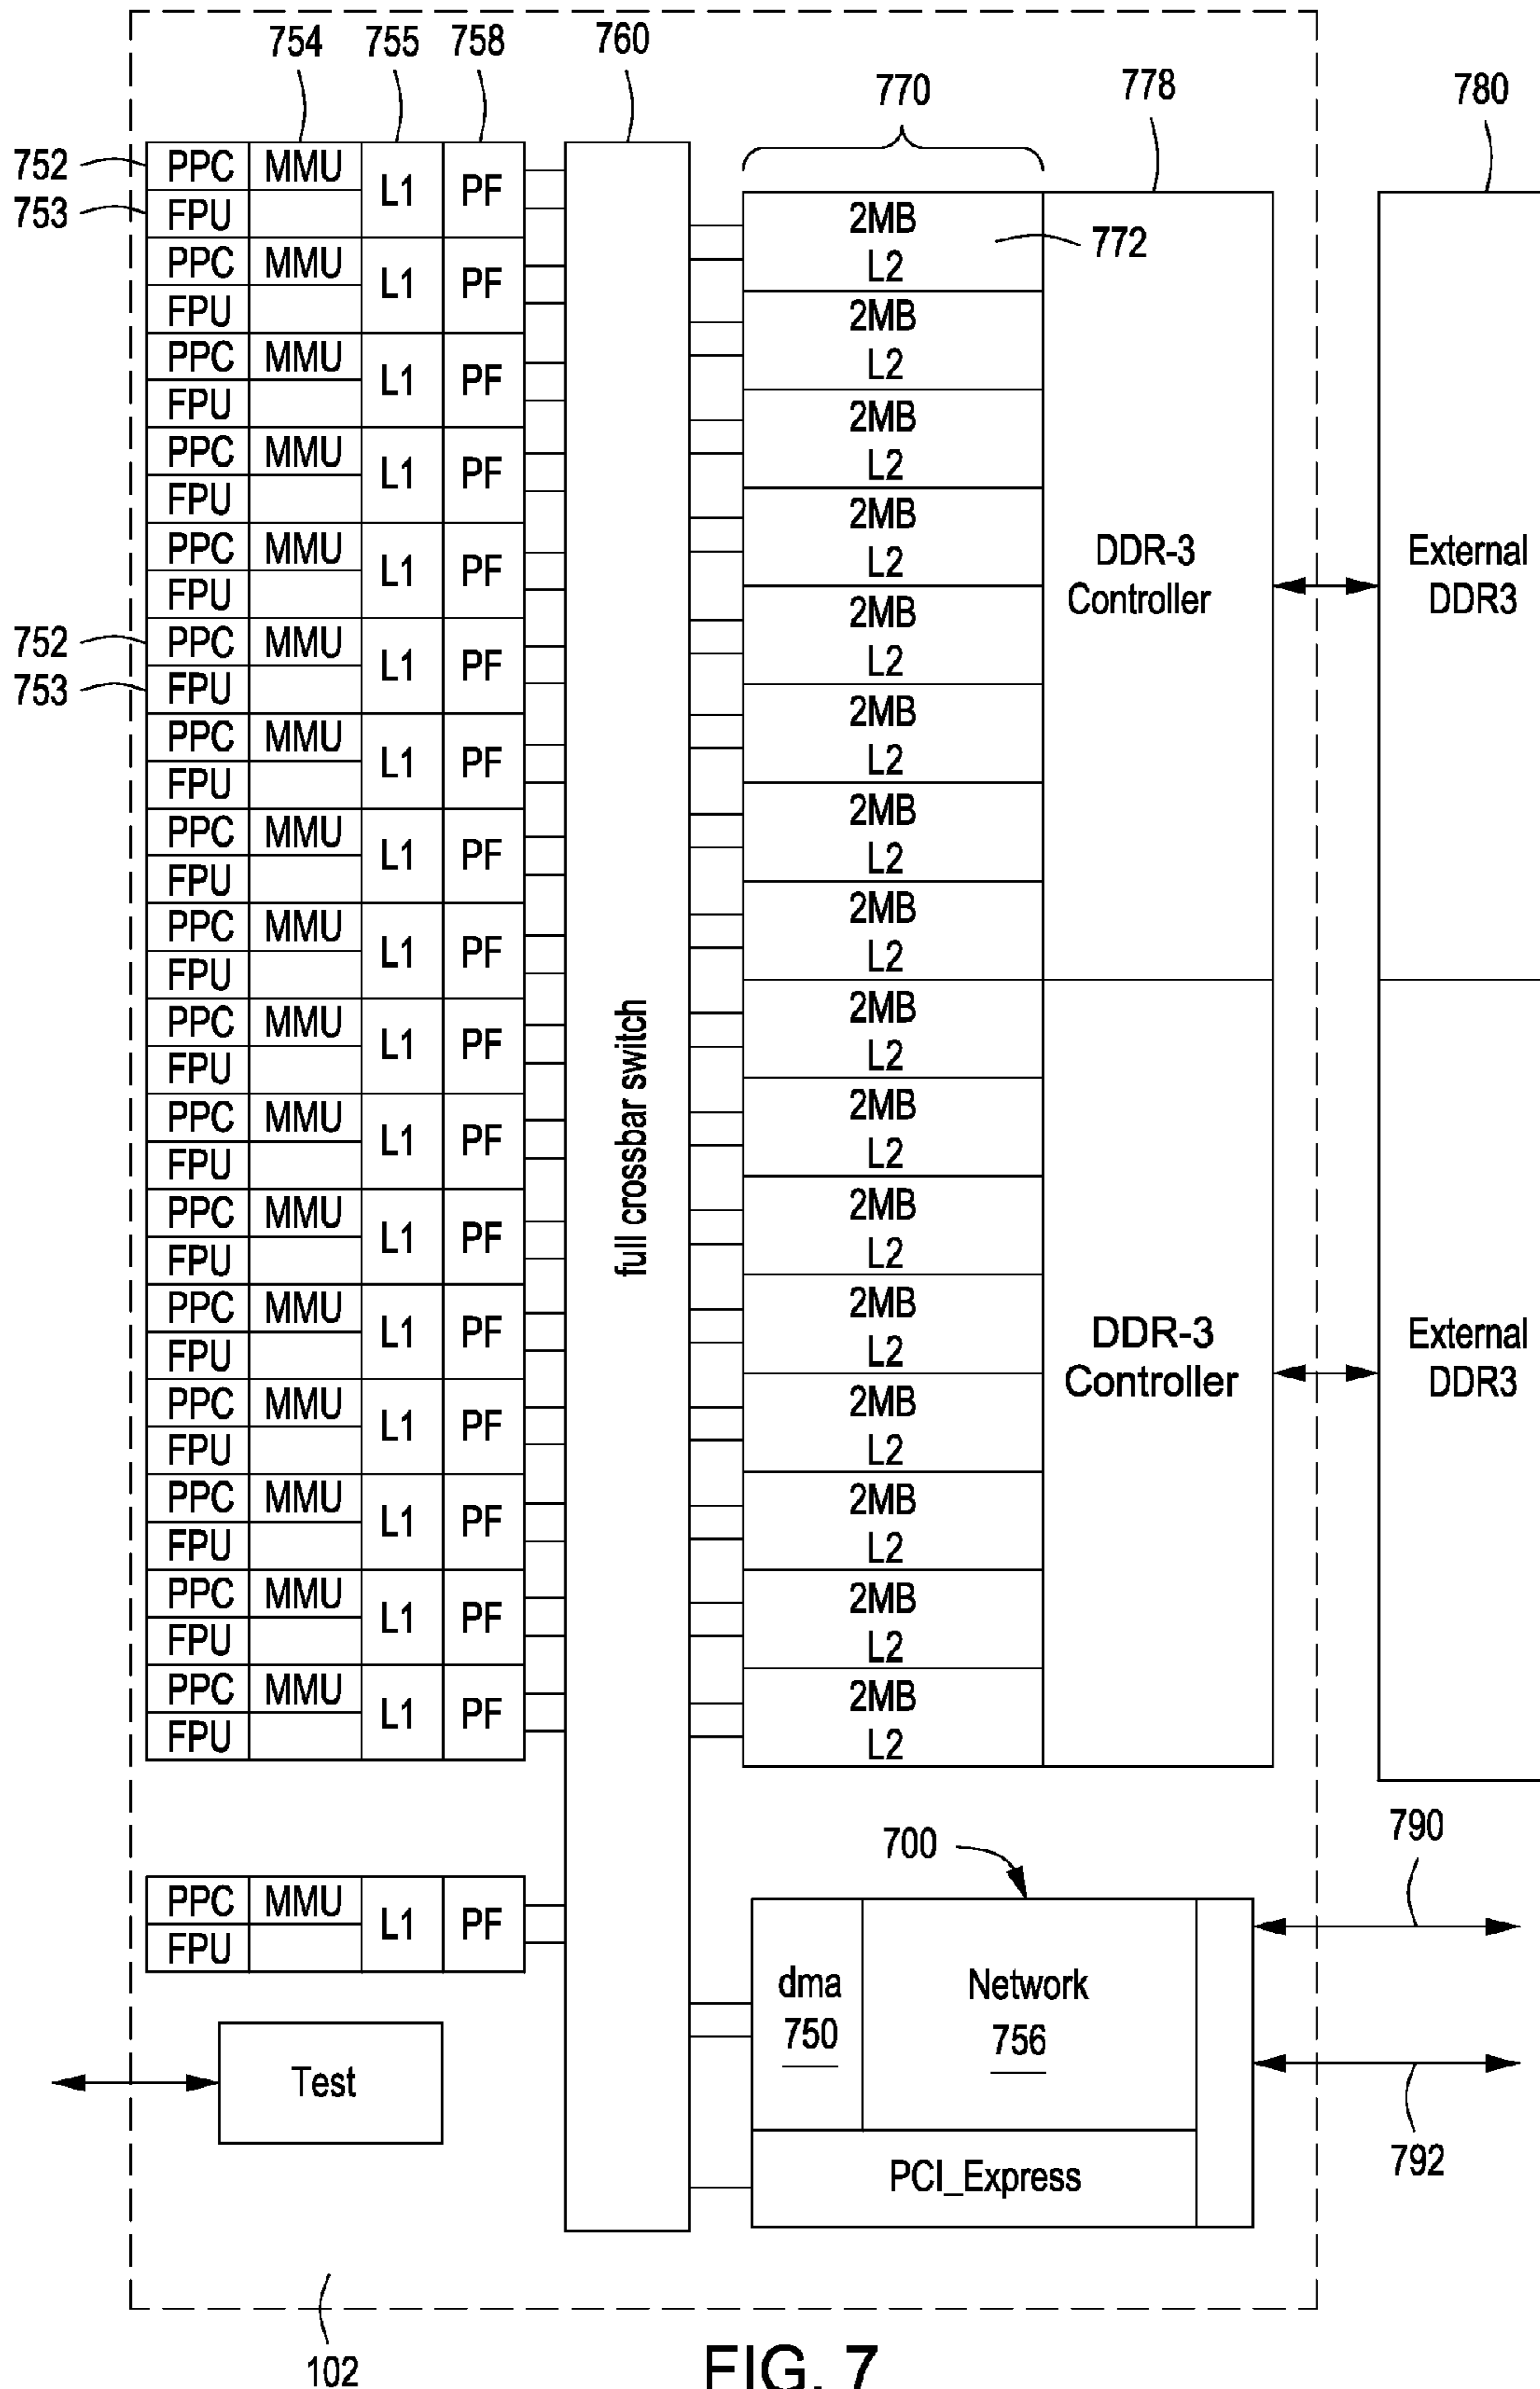 754 755 758 760
770 778 780
752 PPC MMU L1 PF
753 FPU
PPC MMU L1 PF
FPU
PPC MMU L1 PF
FPU
PPC MMU L1 PF
FPU
PPC MMU L1 PF
FPU
752 PPC MMU L1 PF
753 FPU
PPC MMU L1 PF
FPU
PPC MMU L1 PF
FPU
PPC MMU L1 PF
FPU
PPC MMU L1 PF
FPU
PPC MMU L1 PF
FPU
PPC MMU L1 PF
FPU
PPC MMU L1 PF
FPU
PPC MMU L1 PF
FPU
PPC MMU L1 PF
FPU
PPC MMU L1 PF
FPU
PPC MMU L1 PF
FPU
full crossbar switch
2MB
L2
772
2MB
L2
2MB
L2
2MB
L2
2MB
L2
2MB
L2
2MB
L2
2MB
L2
2MB
L2
2MB
L2
2MB
L2
2MB
L2
2MB
L2
2MB
L2
2MB
L2
2MB
L2
DDR-3
Controller
External
DDR3
DDR-3
Controller
External
DDR3
PPC MMU L1 PF
FPU
Test
700
790
dma
750
Network
756
PCI_Express
792
102
FIG. 7